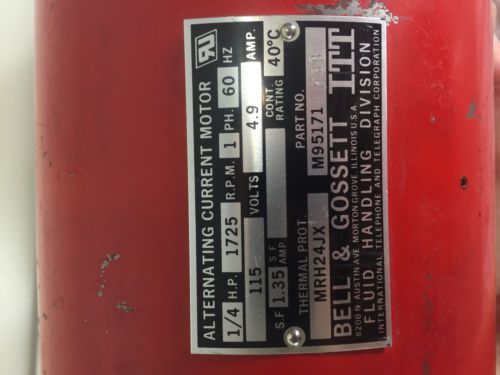 ALTERNATING CURRENT MOTOR RU
1/4 H.P. 1725 R.P.M. 1 PH. 60 HZ
115 VOLTS 4.9 AMP.
S.F. 1.35 S.F. AMP CONT. RATING 40°C
THERMAL PROT. PART NO.
MRH24JX M95171
BELL & GOSSETT ITT
8200 N. AUSTIN AVE. MORTON GROVE, ILLINOIS U.S.A.
FLUID HANDLING DIVISION
INTERNATIONAL TELEPHONE AND TELEGRAPH CORPORATION